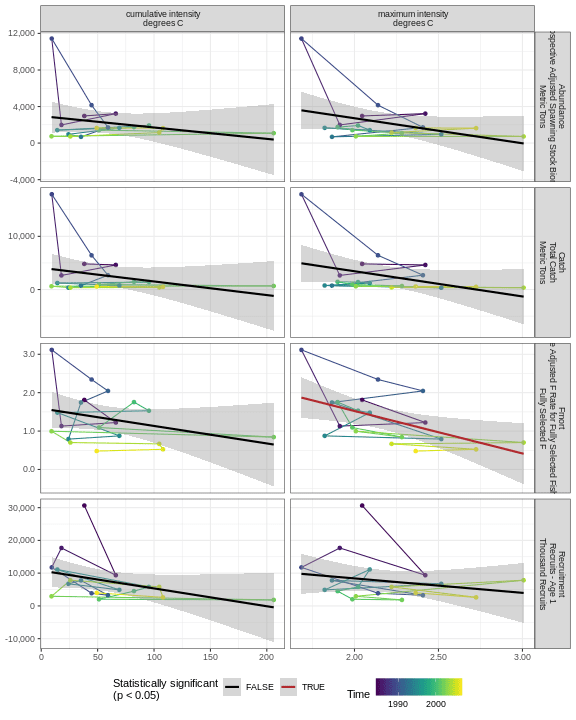 cumulative intensity
degrees C
maximum intensity
degrees C
12,000
8,000
4,000
0
-4,000
Abundance
Adjusted Spawning Stock
Metric Tons
10,000
0
Catch
Total Catch
Metric Tons
3.0
2.0
1.0
0.0
Fmort
Adjusted F Rate for Fully Selected Fish
Fully Selected F
30,000
20,000
10,000
0
-10,000
Recruitment
Recruits - Age 1
Thousand Recruits
0
50
100
150
200
2.00
2.50
3.00
Statistically significant
(p < 0.05)
FALSE
TRUE
Time
1990
2000